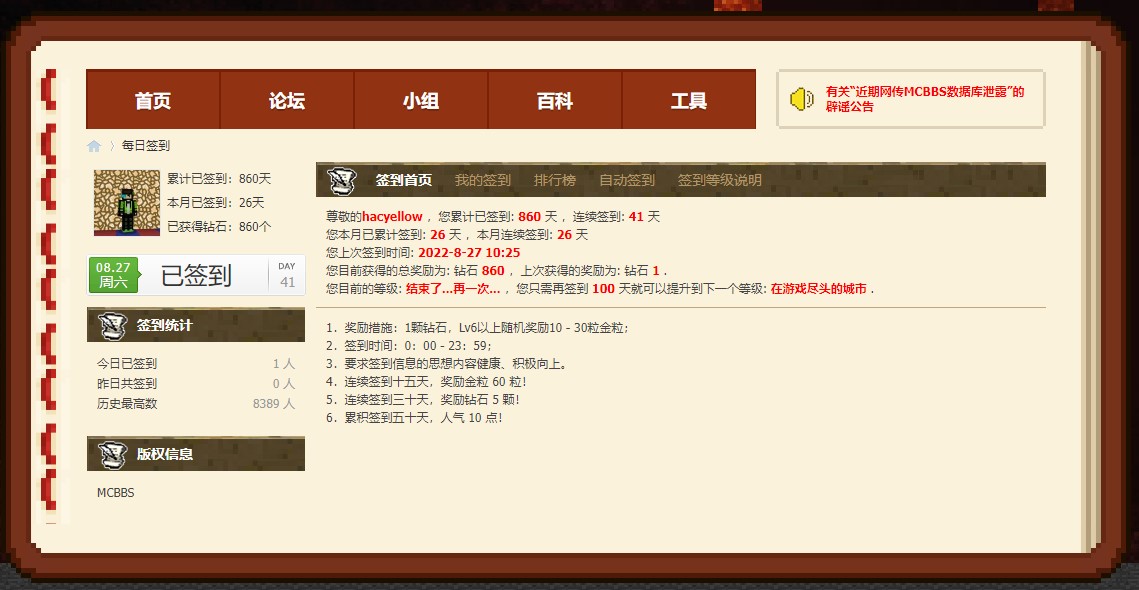 首页 论坛 小组 百科 工具
有关“近期网传MCBBS数据库泄露”的
辟谣公告
每日签到
累计已签到：860天
本月已签到：26天
已获得钻石：860个
08.27
周六
已签到
DAY
41
签到统计
今日已签到 1 人
昨日共签到 0 人
历史最高数 8389 人
版权信息
MCBBS
签到首页 我的签到 排行榜 自动签到 签到等级说明
尊敬的hacyellow ，您累计已签到: 860 天 ，连续签到: 41 天
您本月已累计签到: 26 天 ，本月连续签到: 26 天
您上次签到时间: 2022-8-27 10:25
您目前获得的总奖励为: 钻石 860 ，上次获得的奖励为: 钻石 1 .
您目前的等级: 结束了...再一次... ，您只需再签到 100 天就可以提升到下一个等级: 在游戏尽头的城市 .
1．奖励措施：1颗钻石，Lv6以上随机奖励10 - 30粒金粒；
2．签到时间：0：00 - 23：59；
3．要求签到信息的思想内容健康、积极向上。
4．连续签到十五天，奖励金粒 60 粒！
5．连续签到三十天，奖励钻石 5 颗！
6．累积签到五十天，人气 10 点！